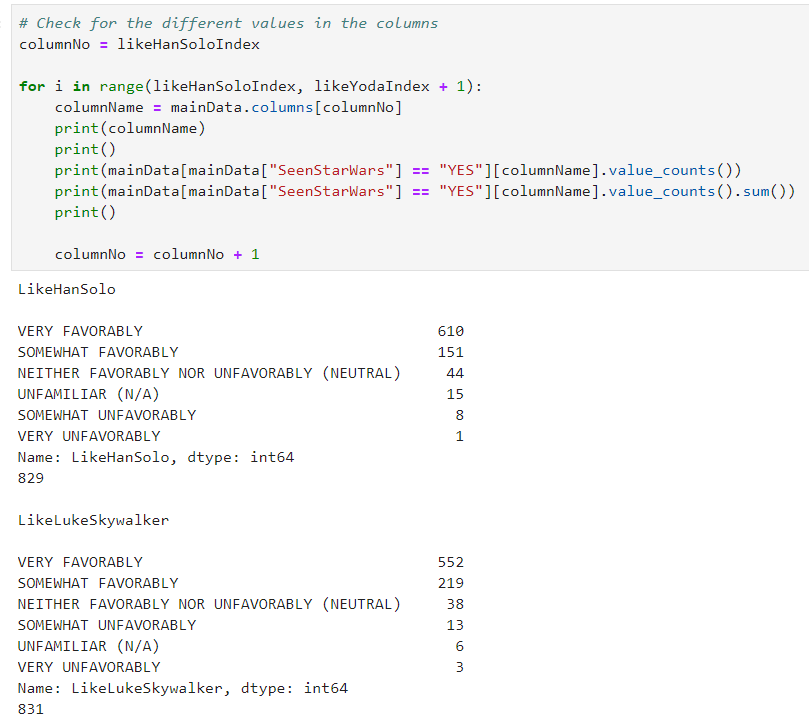 # Check for the different values in the columns
columnNo = likeHanSoloIndex
for i in range(likeHanSoloIndex, likeYodaIndex + 1):
columnName = mainData.columns[columnNo]
print(columnName)
print()
print(mainData[mainData["SeenStarWars"] == "YES"][columnName].value_counts())
print(mainData[mainData["SeenStarWars"] == "YES"][columnName].value_counts().sum())
print()
columnNo = columnNo + 1
LikeHanSolo
VERY FAVORABLY 610
SOMEWHAT FAVORABLY 151
NEITHER FAVORABLY NOR UNFAVORABLY (NEUTRAL) 44
UNFAMILIAR (N/A) 15
SOMEWHAT UNFAVORABLY 8
VERY UNFAVORABLY 1
Name: LikeHanSolo, dtype: int64
829
LikeLukeSkywalker
VERY FAVORABLY 552
SOMEWHAT FAVORABLY 219
NEITHER FAVORABLY NOR UNFAVORABLY (NEUTRAL) 38
SOMEWHAT UNFAVORABLY 13
UNFAMILIAR (N/A) 6
VERY UNFAVORABLY 3
Name: LikeLukeSkywalker, dtype: int64
831